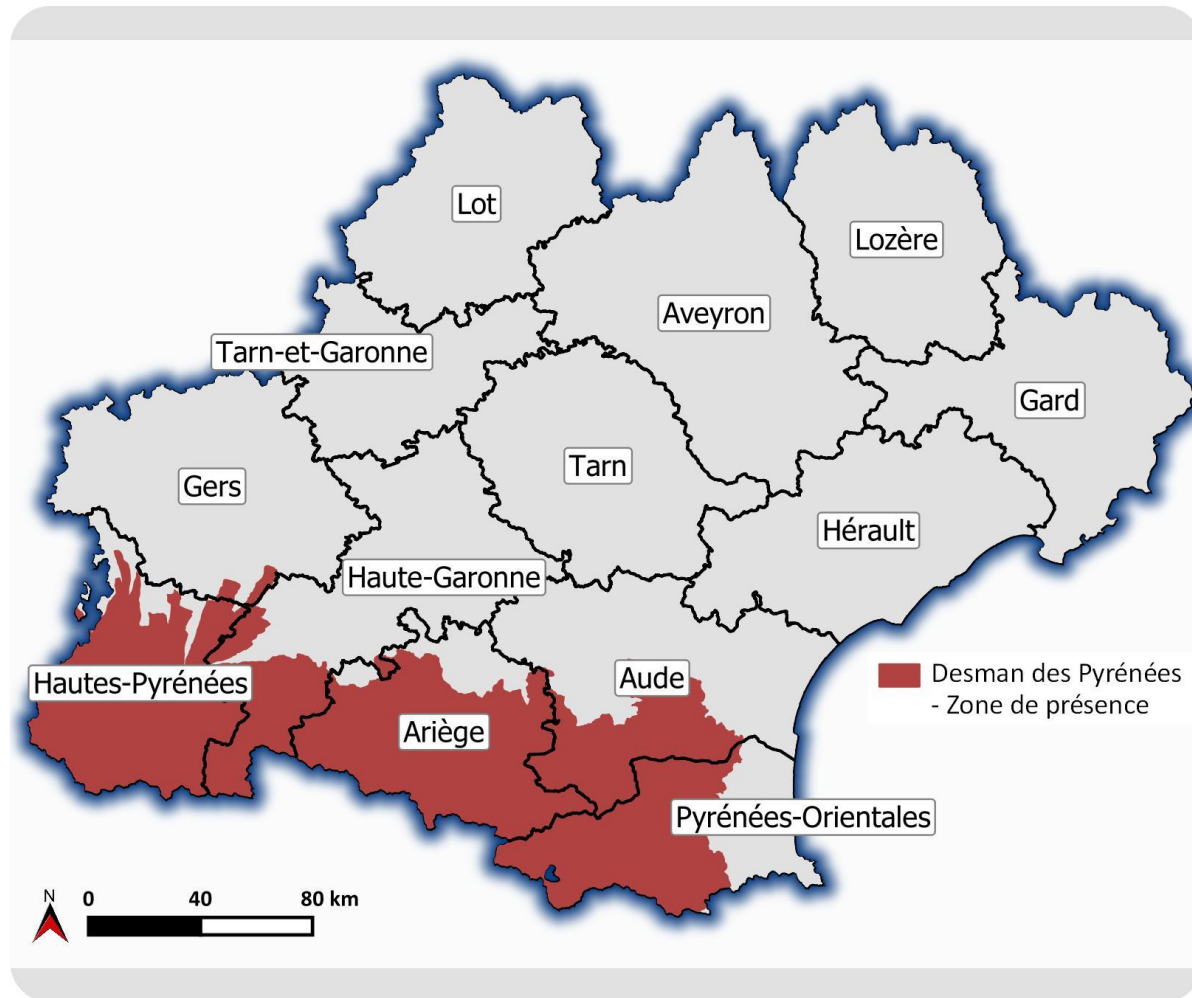 Lot
Lozère
Aveyron
Tarn-et-Garonne
Gard
Tarn
Gers
Hérault
Haute-Garonne
Desman des Pyrénées
- Zone de présence
Hautes-Pyrénées
Aude
Ariège
Pyrénées-Orientales
N
0 40 80 km